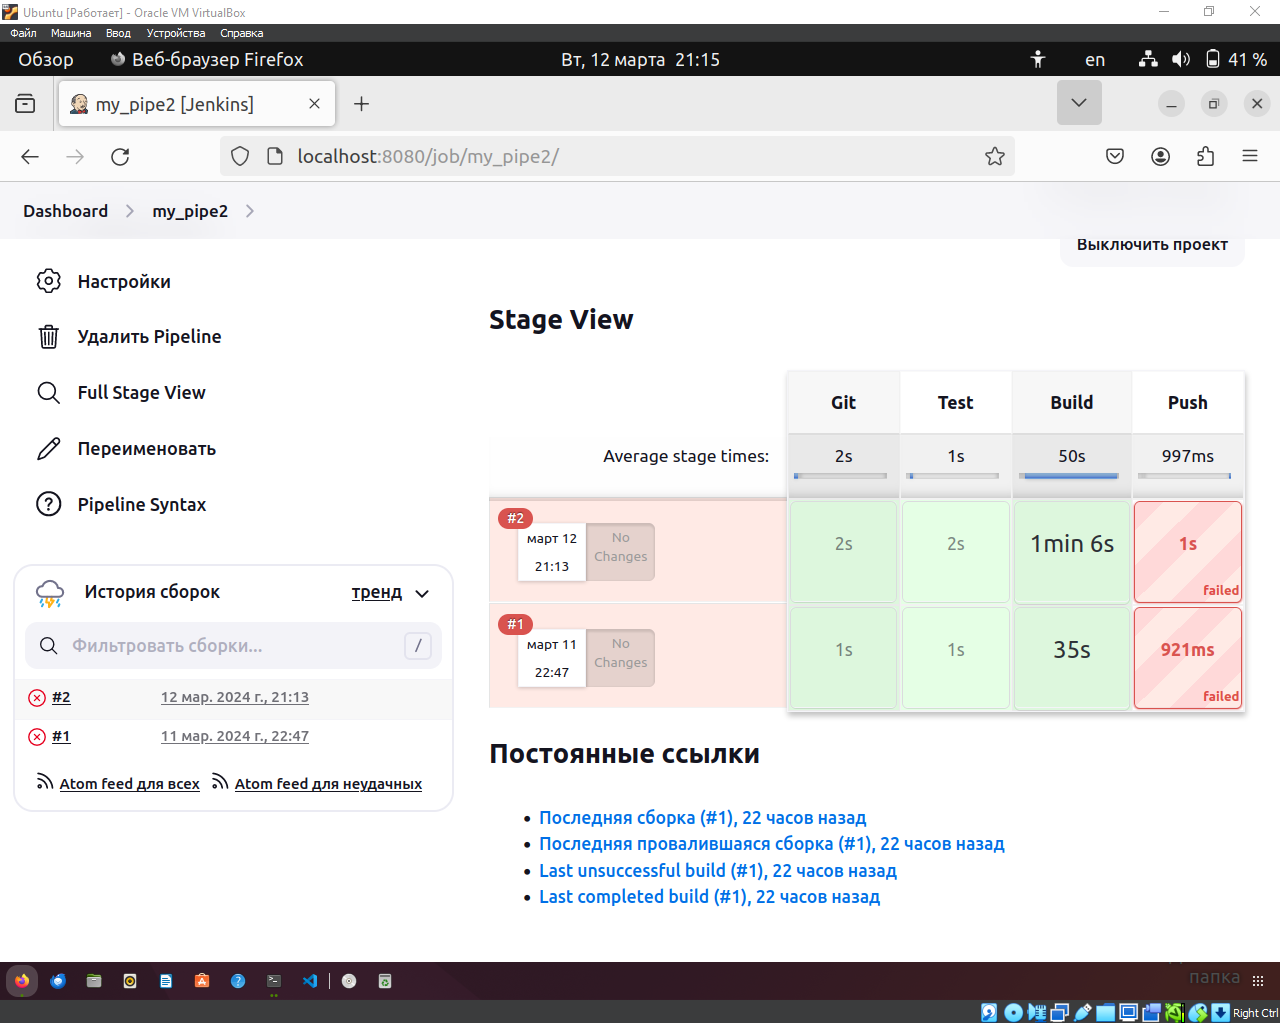 Ubuntu [Работает] - Oracle VM VirtualBox
Файл Машина Ввод Устройства Справка
Обзор Веб-браузер Firefox Вт, 12 марта 21:15 en 41 %
my_pipe2 [Jenkins]
localhost:8080/job/my_pipe2/
Dashboard my_pipe2
Выключить проект
Настройки
Удалить Pipeline
Full Stage View
Переименовать
Pipeline Syntax
История сборок тренд
Фильтровать сборки... /
#2 12 мар. 2024 г., 21:13
#1 11 мар. 2024 г., 22:47
Atom feed для всех Atom feed для неудачных
Stage View
Git Test Build Push
Average stage times: 2s 1s 50s 997ms
#2
март 12
21:13
No
Changes
2s 2s 1min 6s 1s
failed
#1
март 11
22:47
No
Changes
1s 1s 35s 921ms
failed
Постоянные ссылки
Последняя сборка (#1), 22 часов назад
Последняя провалившаяся сборка (#1), 22 часов назад
Last unsuccessful build (#1), 22 часов назад
Last completed build (#1), 22 часов назад
папка
Right Ctrl